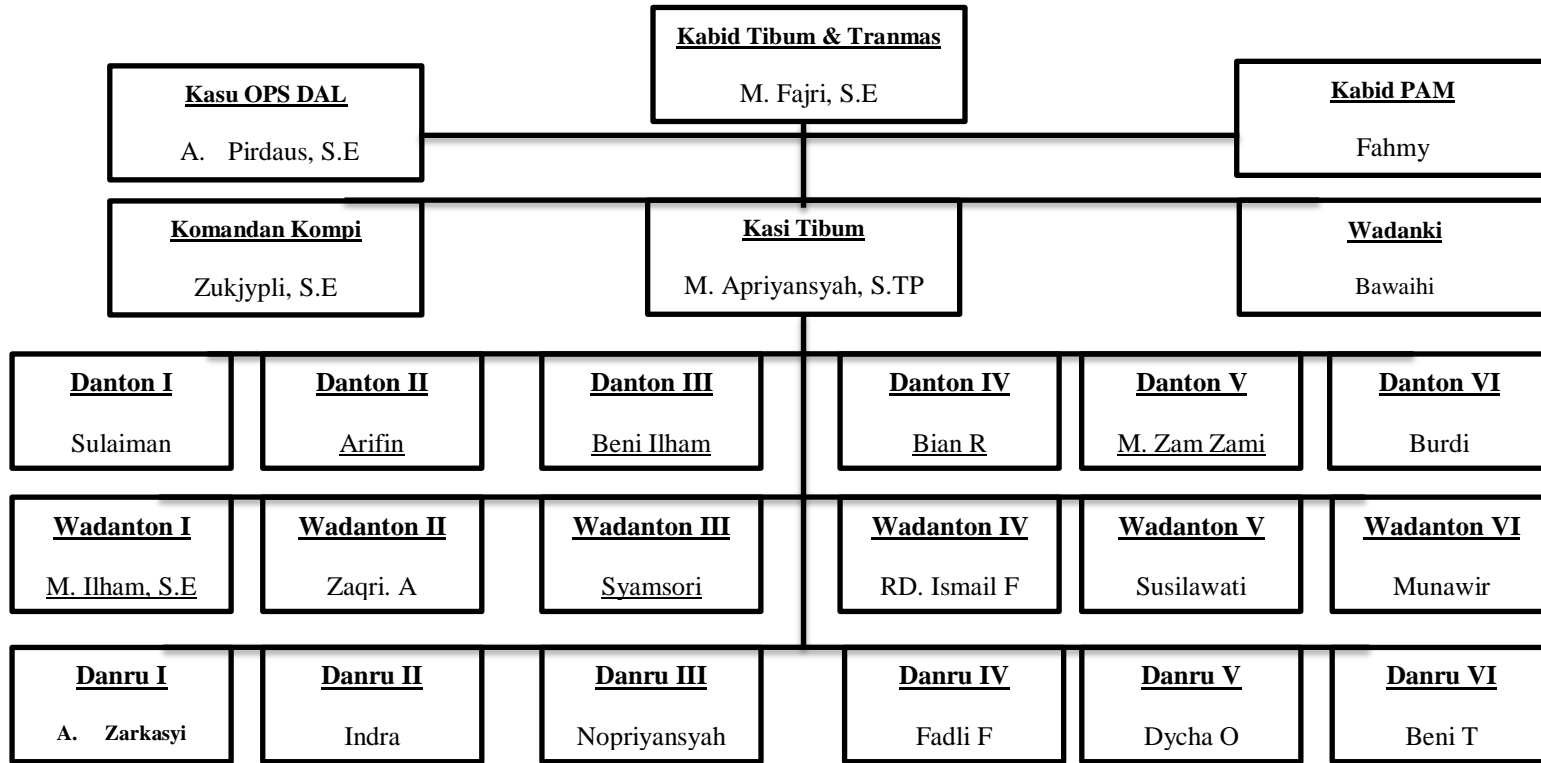 Kabid Tibum & Tranmas
M. Fajri, S.E
Kasu OPS DAL
A. Pirdaus, S.E
Kabid PAM
Fahmy
Komandan Kompi
Zukjypli, S.E
Kasi Tibum
M. Apriyansyah, S.TP
Wadanki
Bawaihi
Danton I
Sulaiman
Danton II
Arifin
Danton III
Beni Ilham
Danton IV
Bian R
Danton V
M. Zam Zami
Danton VI
Burdi
Wadanton I
M. Ilham, S.E
Wadanton II
Zaqri. A
Wadanton III
Syamsori
Wadanton IV
RD. Ismail F
Wadanton V
Susilawati
Wadanton VI
Munawir
Danru I
A. Zarkasyi
Danru II
Indra
Danru III
Nopriyansyah
Danru IV
Fadli F
Danru V
Dycha O
Danru VI
Beni T